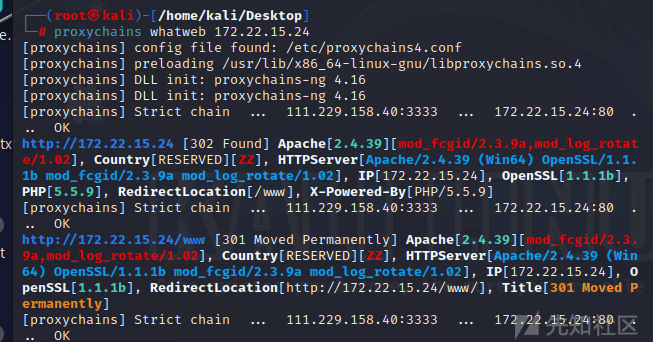 (root㉿kali)-[/home/kali/Desktop]
# proxychains whatweb 172.22.15.24
[proxychains] config file found: /etc/proxychains4.conf
[proxychains] preloading /usr/lib/x86_64-linux-gnu/libproxychains.so.4
[proxychains] DLL init: proxychains-ng 4.16
[proxychains] DLL init: proxychains-ng 4.16
[proxychains] Strict chain ... 111.229.158.40:3333 ... 172.22.15.24:80 .
.. OK
http://172.22.15.24 [302 Found] Apache[2.4.39][mod_fcgid/2.3.9a,mod_log_rotat
e/1.02], Country[RESERVED][ZZ], HTTPServer[Apache/2.4.39 (Win64) OpenSSL/1.1.
1b mod_fcgid/2.3.9a mod_log_rotate/1.02], IP[172.22.15.24], OpenSSL[1.1.1b],
PHP[5.5.9], RedirectLocation[/www], X-Powered-By[PHP/5.5.9]
[proxychains] Strict chain ... 111.229.158.40:3333 ... 172.22.15.24:80 .
.. OK
http://172.22.15.24/www [301 Moved Permanently] Apache[2.4.39][mod_fcgid/2.3.
9a,mod_log_rotate/1.02], Country[RESERVED][ZZ], HTTPServer[Apache/2.4.39 (Win
64) OpenSSL/1.1.1b mod_fcgid/2.3.9a mod_log_rotate/1.02], IP[172.22.15.24], O
penSSL[1.1.1b], RedirectLocation[http://172.22.15.24/www/], Title[301 Moved P
ermanently]
[proxychains] Strict chain ... 111.229.158.40:3333 ... 172.22.15.24:80 .
.. OK
先知社区